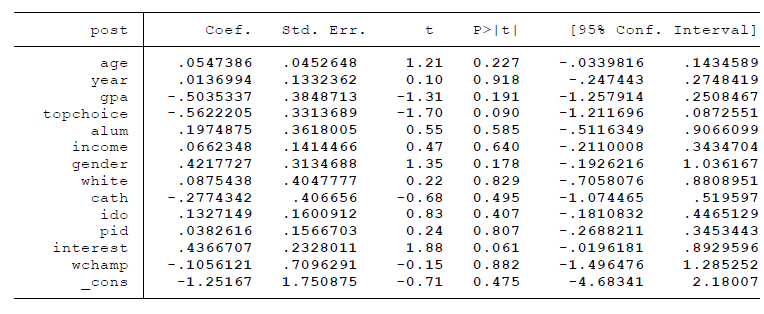 post Coef. Std. Err. t P>|t| [95% Conf. Interval]
age .0547386 .0452648 1.21 0.227 -.0339816 .1434589
year .0136994 .1332362 0.10 0.918 -.247443 .2748419
gpa -.5035337 .3848713 -1.31 0.191 -1.257914 .2508467
topchoice -.5622205 .3313689 -1.70 0.090 -1.211696 .0872551
alum .1974875 .3618005 0.55 0.585 -.5116349 .9066099
income .0662348 .1414466 0.47 0.640 -.2110008 .3434704
gender .4217727 .3134688 1.35 0.178 -.1926216 1.036167
white .0875438 .4047777 0.22 0.829 -.7058076 .8808951
cath -.2774342 .406656 -0.68 0.495 -1.074465 .519597
ido .1327149 .1600912 0.83 0.407 -.1810832 .4465129
pid .0382616 .1566703 0.24 0.807 -.2688211 .3453443
interest .4366707 .2328011 1.88 0.061 -.0196181 .8929596
wchamp -.1056121 .7096291 -0.15 0.882 -1.496476 1.285252
_cons -1.25167 1.750875 -0.71 0.475 -4.68341 2.18007